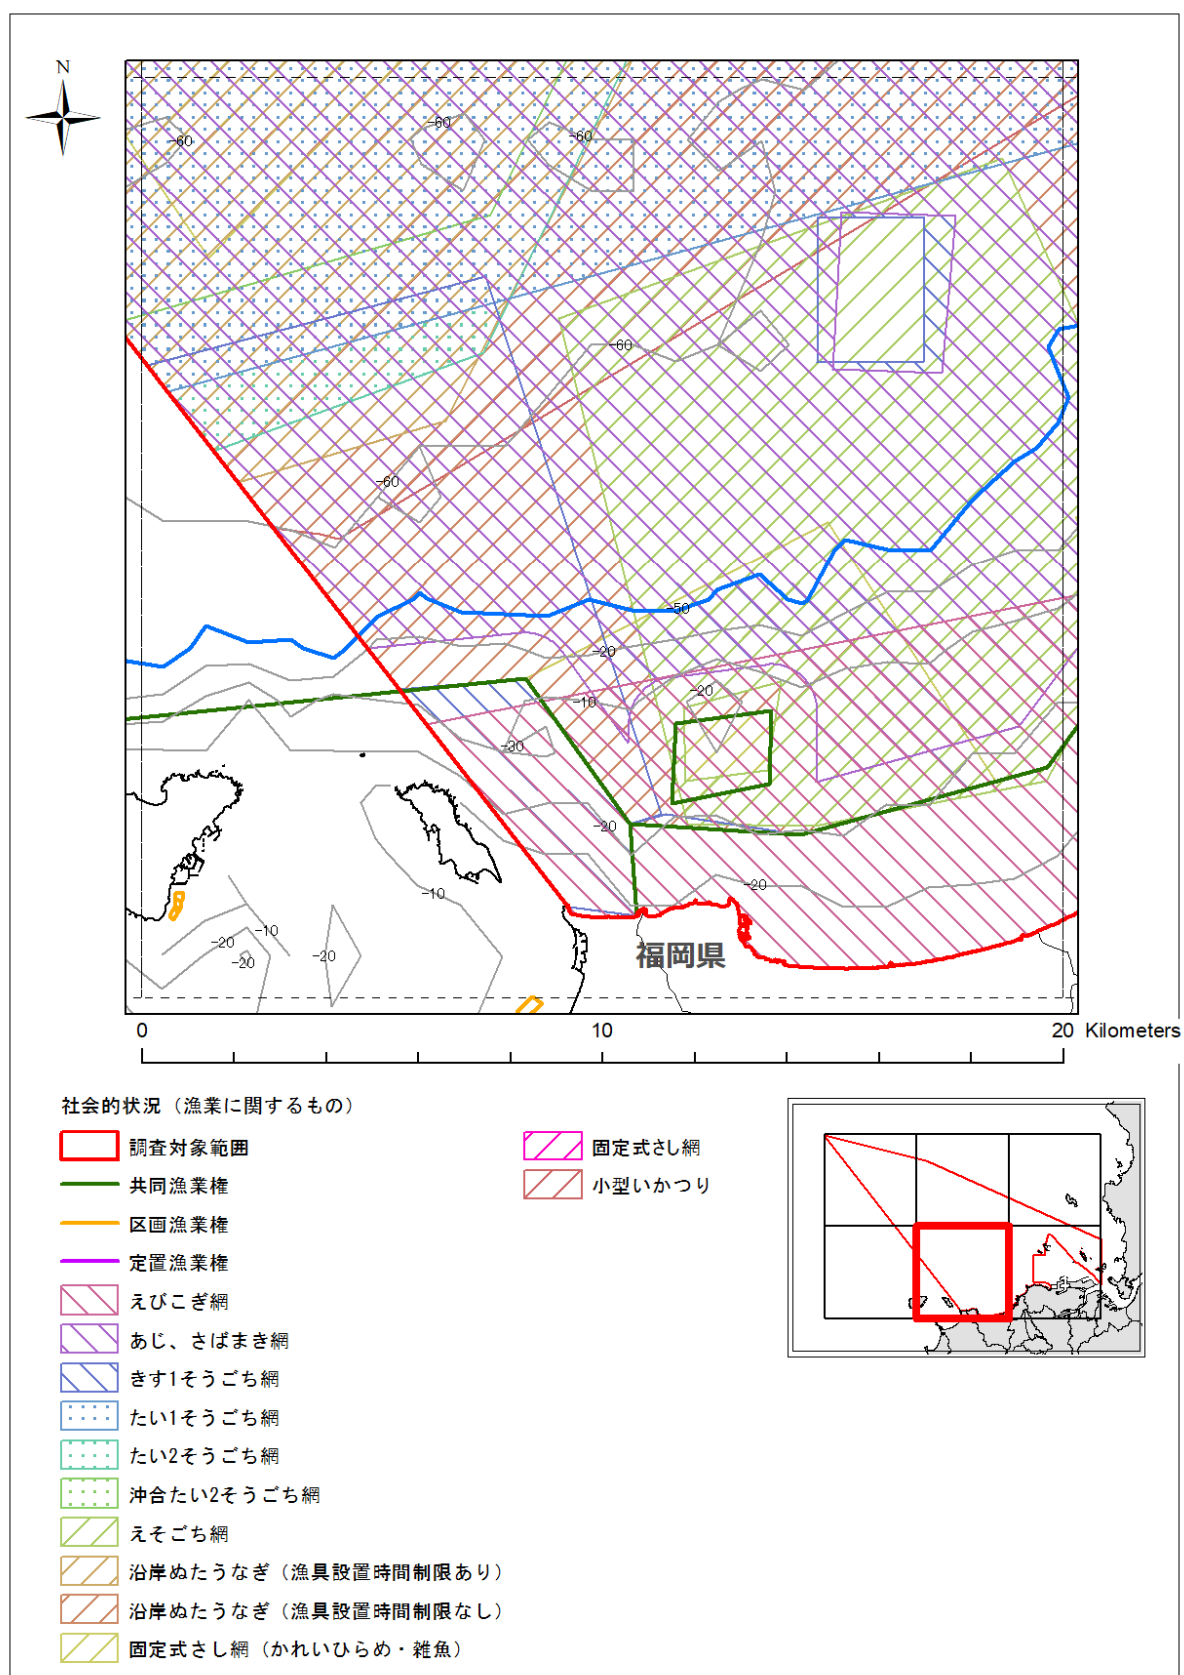 N
-60
-60
-60
-60
-60
-50
-20
-20
-10
-30
-20
-20
-10
-10
-20
-20
-20
福岡県
0 10 20 Kilometers
社会的状況（漁業に関するもの）
調査対象範囲
共同漁業権
区画漁業権
定置漁業権
えびこぎ網
あじ、さばまき網
きす1そうごち網
たい1そうごち網
たい2そうごち網
沖合たい2そうごち網
えそごち網
沿岸ぬたうなぎ（漁具設置時間制限あり）
沿岸ぬたうなぎ（漁具設置時間制限なし）
固定式さし網（かれいひらめ・雑魚）
固定式さし網
小型いかつり